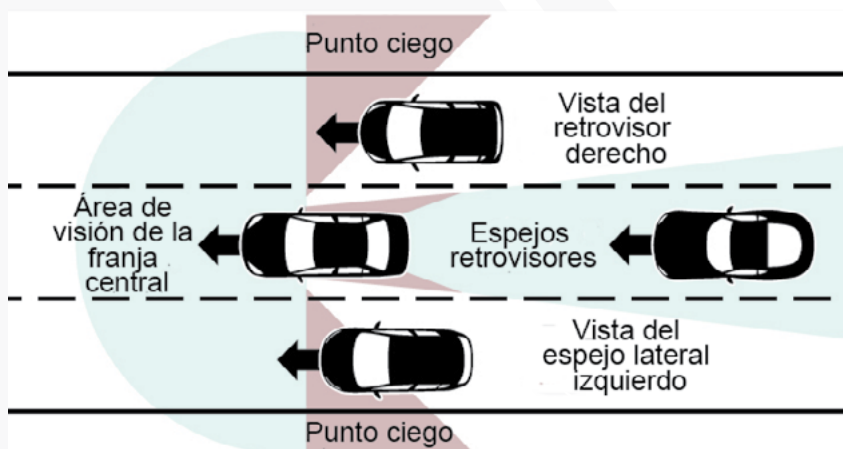 Punto ciego
Vista del
retrovisor
derecho
Área de
visión de la
franja
central
Espejos
retrovisores
Vista del
espejo lateral
izquierdo
Punto ciego